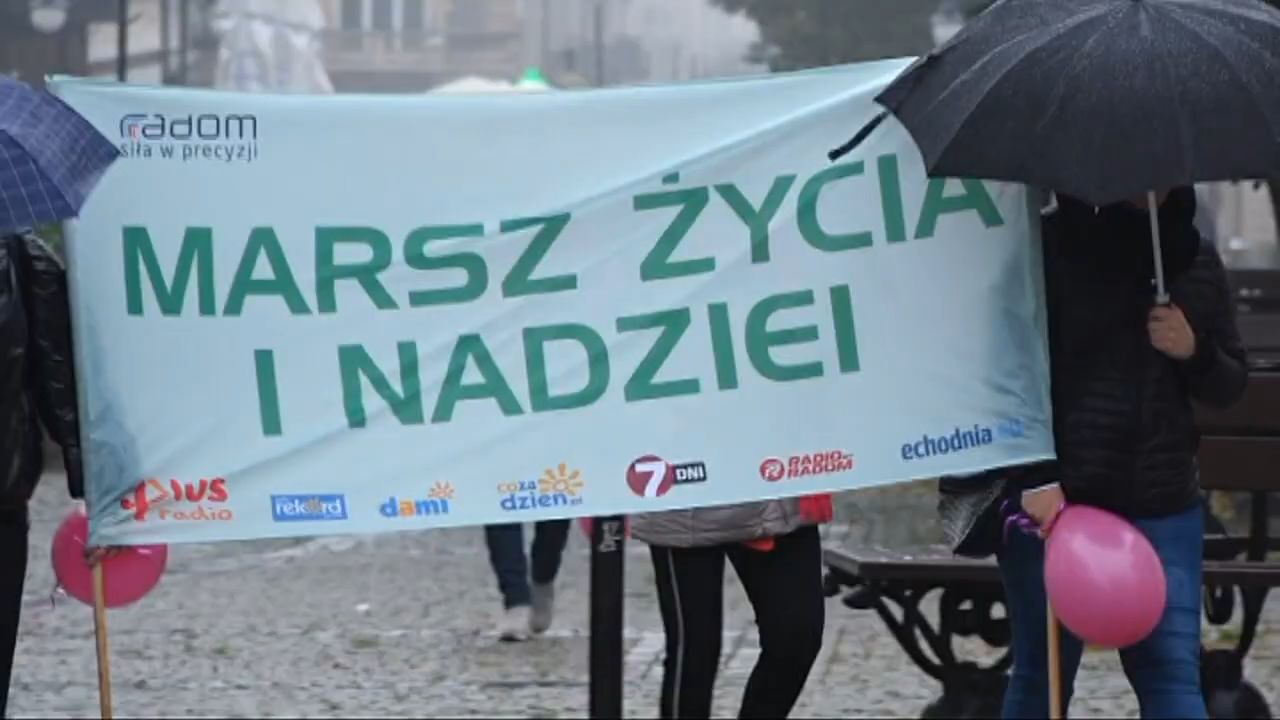 radom
siła w precyzji
MARSZ ŻYCIA
I NADZIEI
plus radio
rekord
dami
coza dzien.pl
7 DNI
RADIO RADOM
echodnia